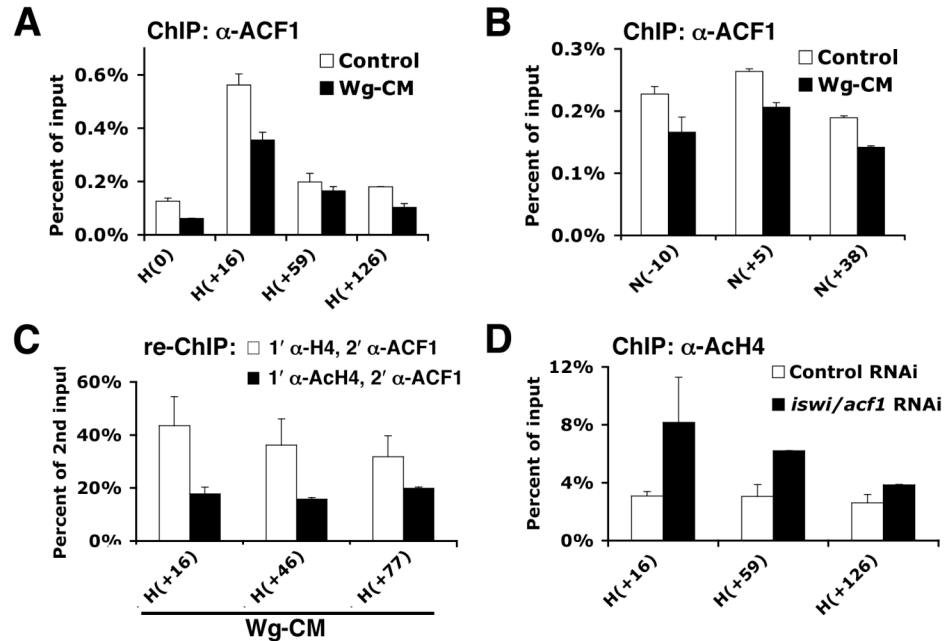 A
ChIP: α-ACF1
Control
Wg-CM
Percent of input
0.6%
0.4%
0.2%
0.0%
H(0)
H(+16)
H(+59)
H(+126)
B
ChIP: α-ACF1
Control
Wg-CM
Percent of input
0.3%
0.2%
0.1%
0.0%
N(-10)
N(+5)
N(+38)
C
re-ChIP:
1′ α-H4, 2′ α-ACF1
1′ α-AcH4, 2′ α-ACF1
Percent of 2nd input
60%
40%
20%
0%
H(+16)
H(+46)
H(+77)
Wg-CM
D
ChIP: α-AcH4
Control RNAi
iswi/acf1 RNAi
Percent of input
12%
8%
4%
0%
H(+16)
H(+59)
H(+126)